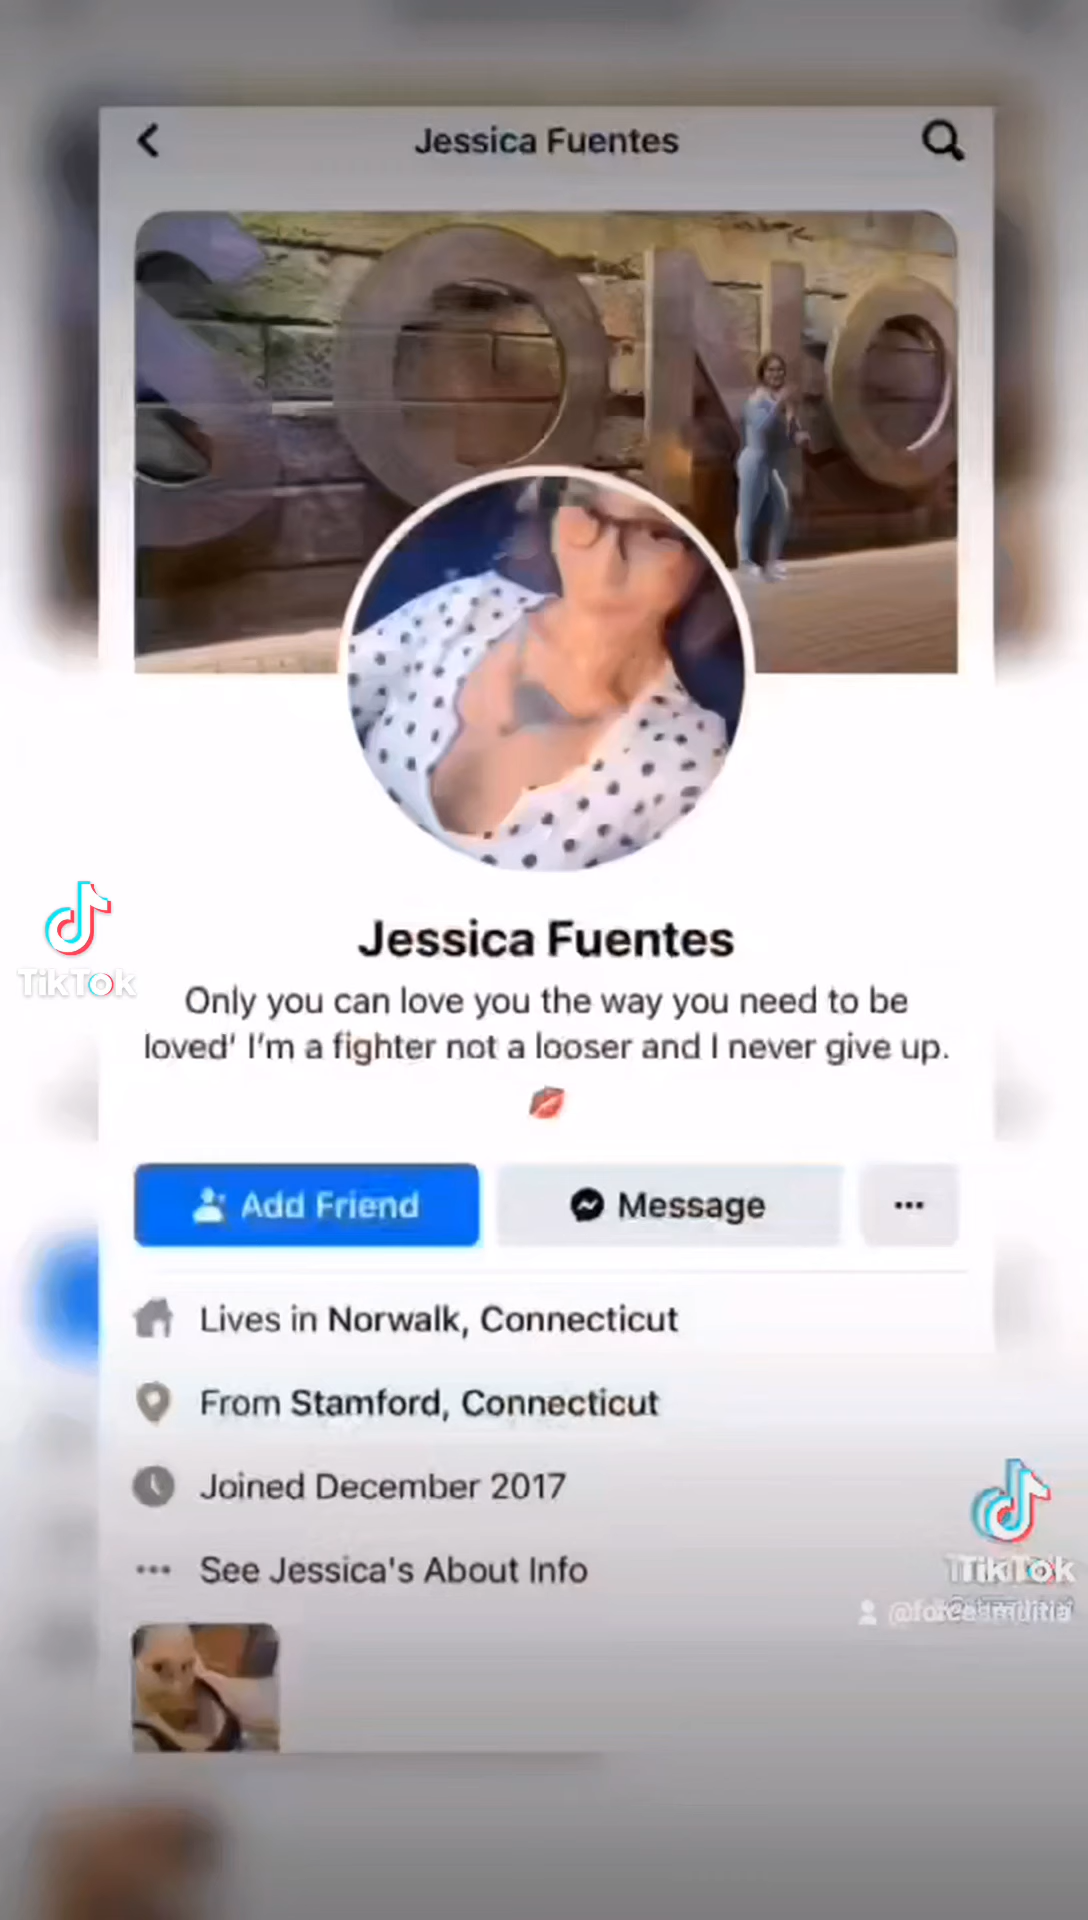 Jessica Fuentes
SONO
Jessica Fuentes
Only you can love you the way you need to be
loved' I'm a fighter not a looser and I never give up.
Add Friend
Message
Lives in Norwalk, Connecticut
From Stamford, Connecticut
Joined December 2017
See Jessica's About Info
TikTok
TikTok